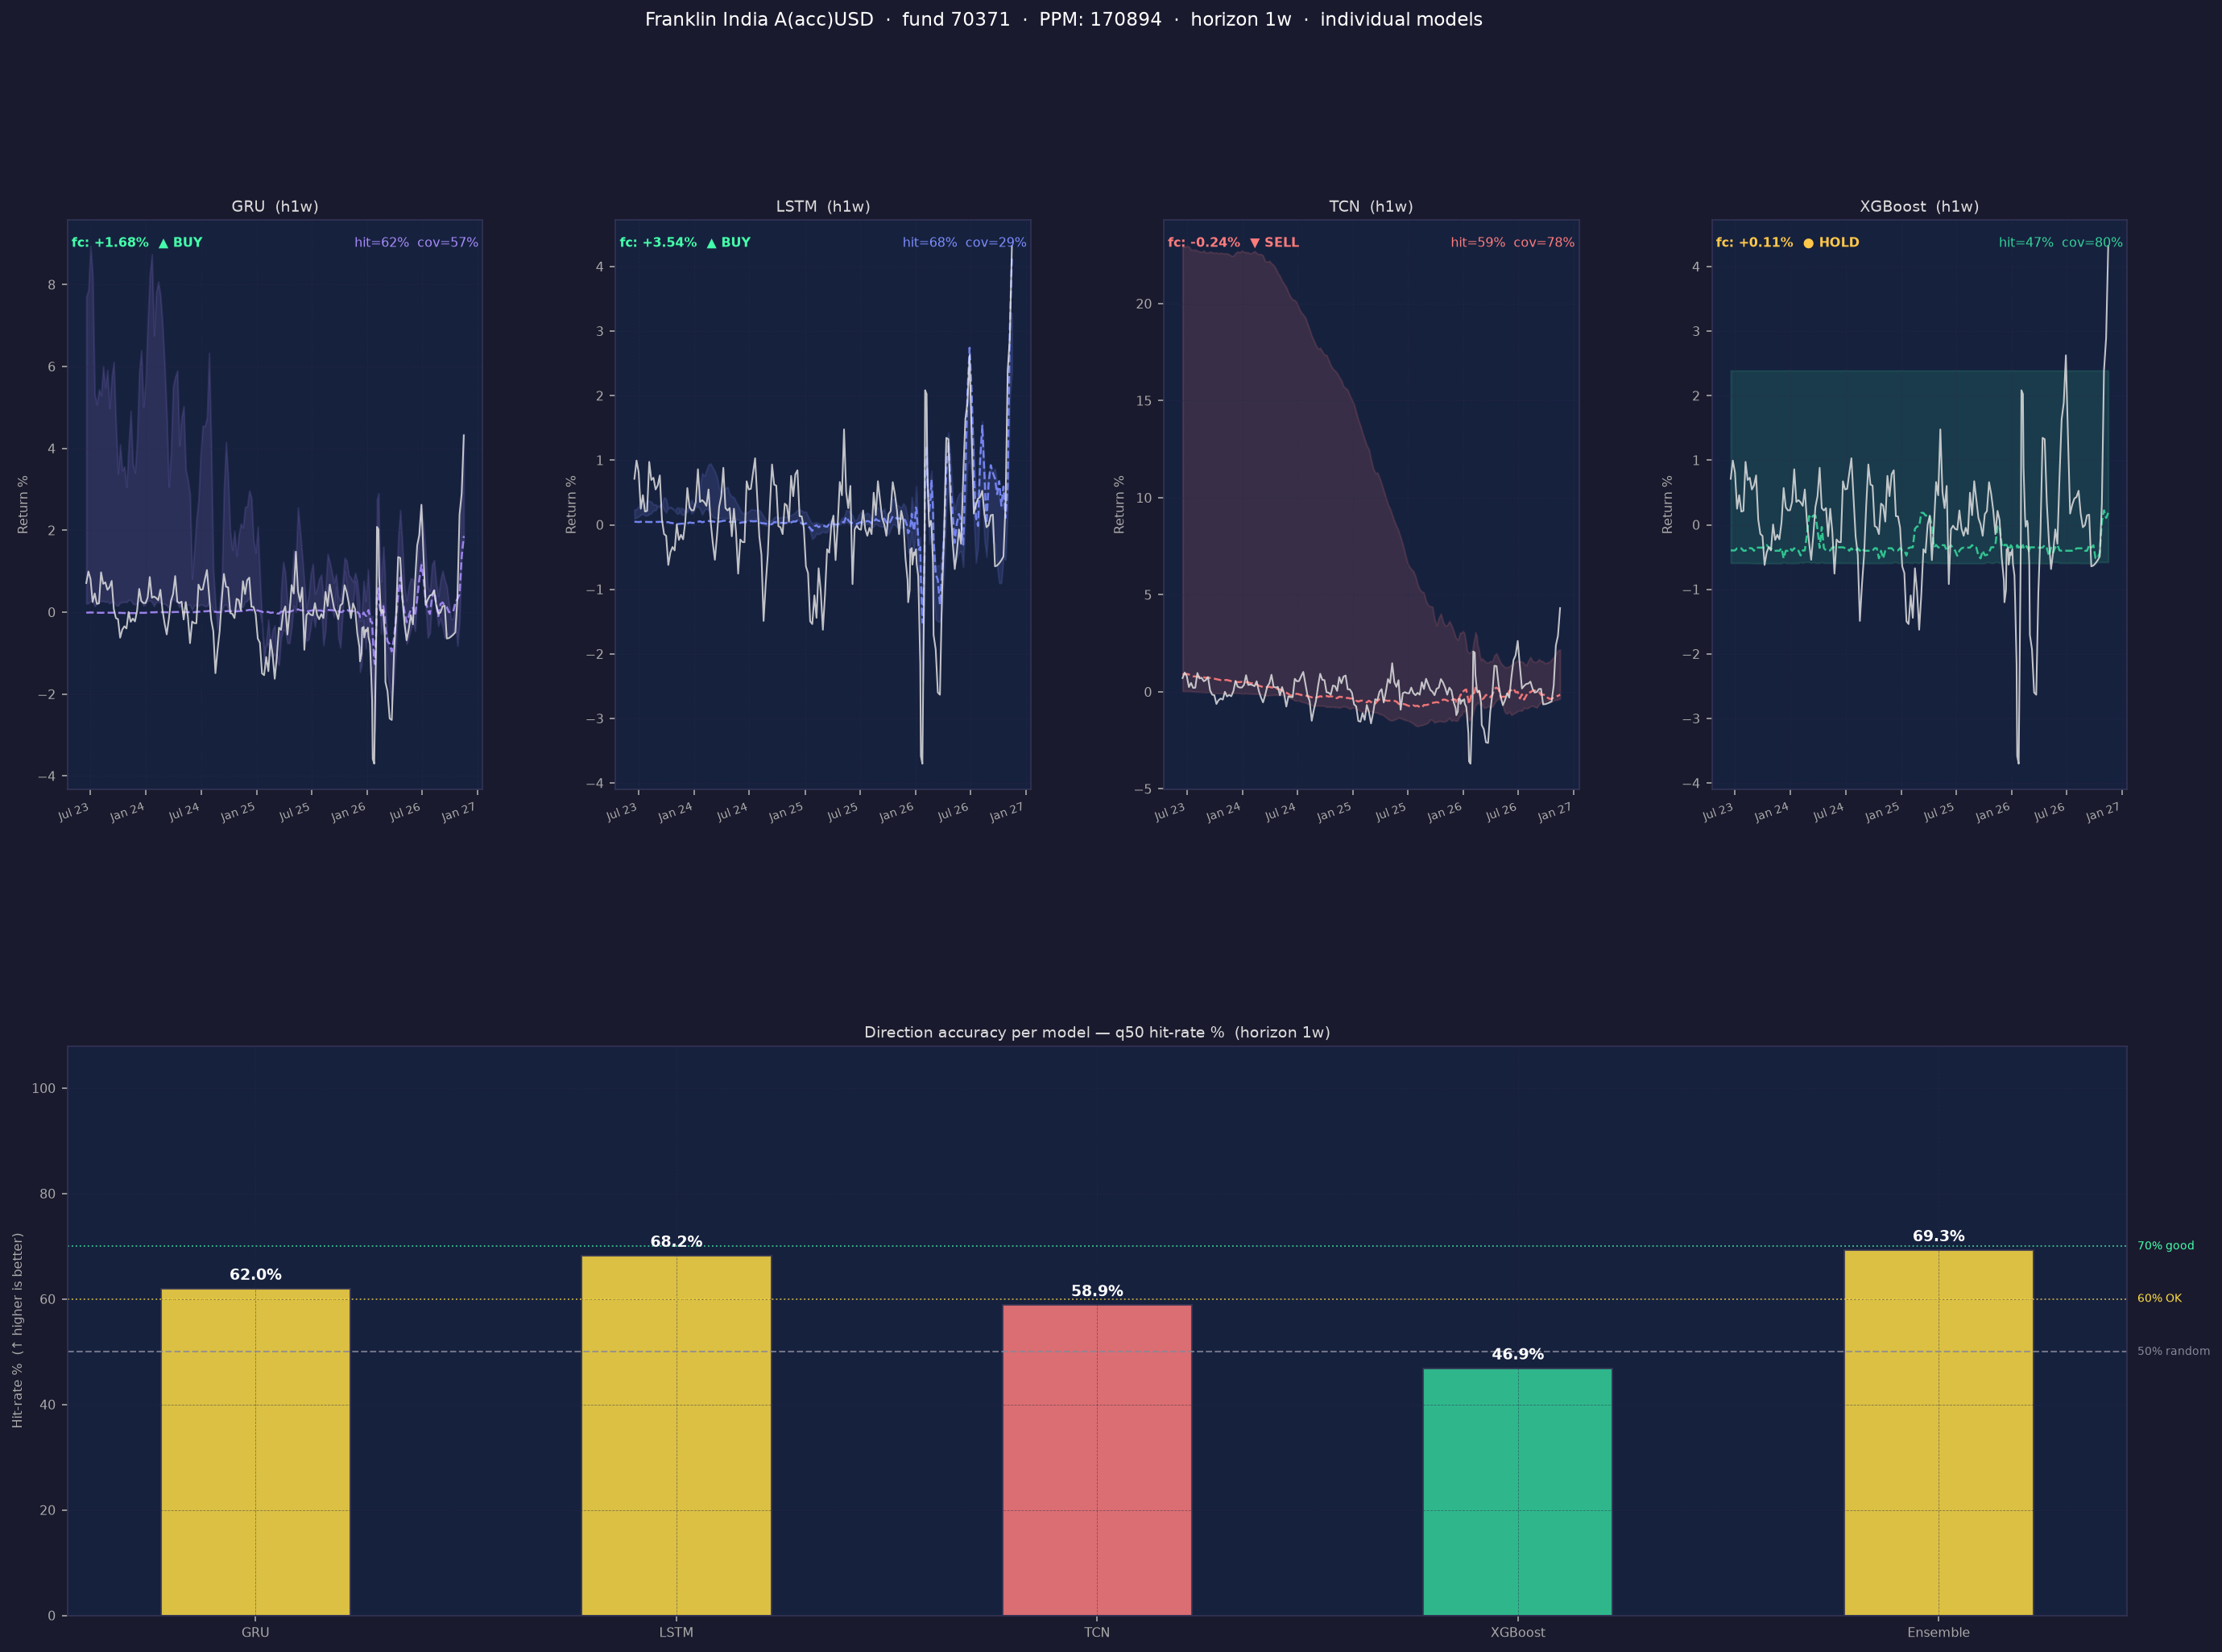 Franklin India A(acc)USD · fund 70371 · PPM: 170894 · horizon 1w · individual models
GRU (h1w)
fc: +1.68% ▲ BUY
hit=62% cov=57%
Return %
8
6
4
2
0
−2
−4
Jul 23
Jan 24
Jul 24
Jan 25
Jul 25
Jan 26
Jul 26
Jan 27
LSTM (h1w)
fc: +3.54% ▲ BUY
hit=68% cov=29%
Return %
4
3
2
1
0
−1
−2
−3
−4
Jul 23
Jan 24
Jul 24
Jan 25
Jul 25
Jan 26
Jul 26
Jan 27
TCN (h1w)
fc: -0.24% ▼ SELL
hit=59% cov=78%
Return %
20
15
10
5
0
−5
Jul 23
Jan 24
Jul 24
Jan 25
Jul 25
Jan 26
Jul 26
Jan 27
XGBoost (h1w)
fc: +0.11% ● HOLD
hit=47% cov=80%
Return %
4
3
2
1
0
−1
−2
−3
−4
Jul 23
Jan 24
Jul 24
Jan 25
Jul 25
Jan 26
Jul 26
Jan 27
Direction accuracy per model — q50 hit-rate % (horizon 1w)
Hit-rate % (↑ higher is better)
100
80
60
40
20
0
62.0%
68.2%
58.9%
46.9%
69.3%
70% good
60% OK
50% random
GRU
LSTM
TCN
XGBoost
Ensemble